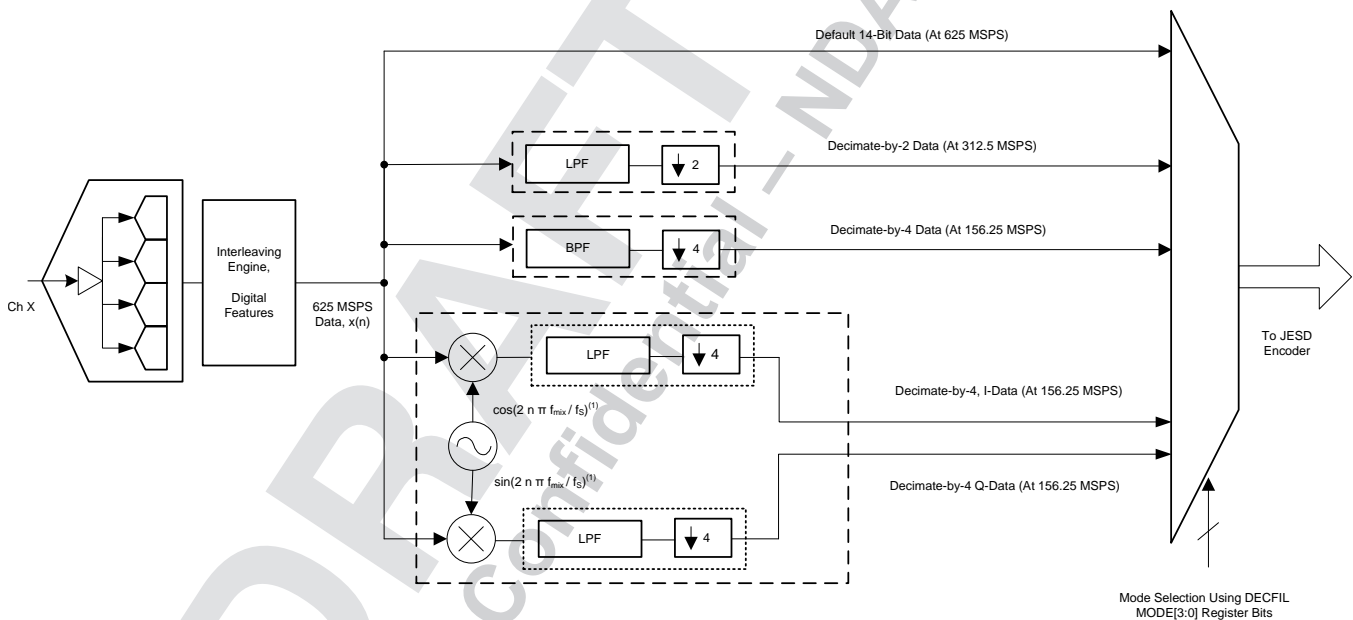 Default 14-Bit Data (At 625 MSPS)
LPF
2
Decimate-by-2 Data (At 312.5 MSPS)
BPF
4
Decimate-by-4 Data (At 156.25 MSPS)
Ch X
Interleaving
Engine,
Digital
Features
625 MSPS
Data, x(n)
LPF
4
cos(2 n π fmix / fS)(1)
Decimate-by-4, I-Data (At 156.25 MSPS)
sin(2 n π fmix / fS)(1)
Decimate-by-4 Q-Data (At 156.25 MSPS)
LPF
4
To JESD
Encoder
Mode Selection Using DECFIL
MODE[3:0] Register Bits
DRAFT
Confidential — NDA